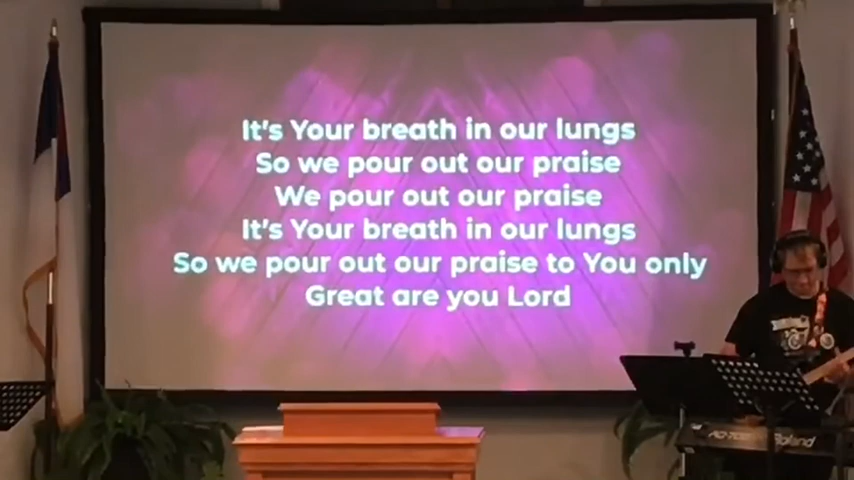 It's Your breath in our lungs
So we pour out our praise
We pour out our praise
It's Your breath in our lungs
So we pour out our praise to You only
Great are you Lord
Roland